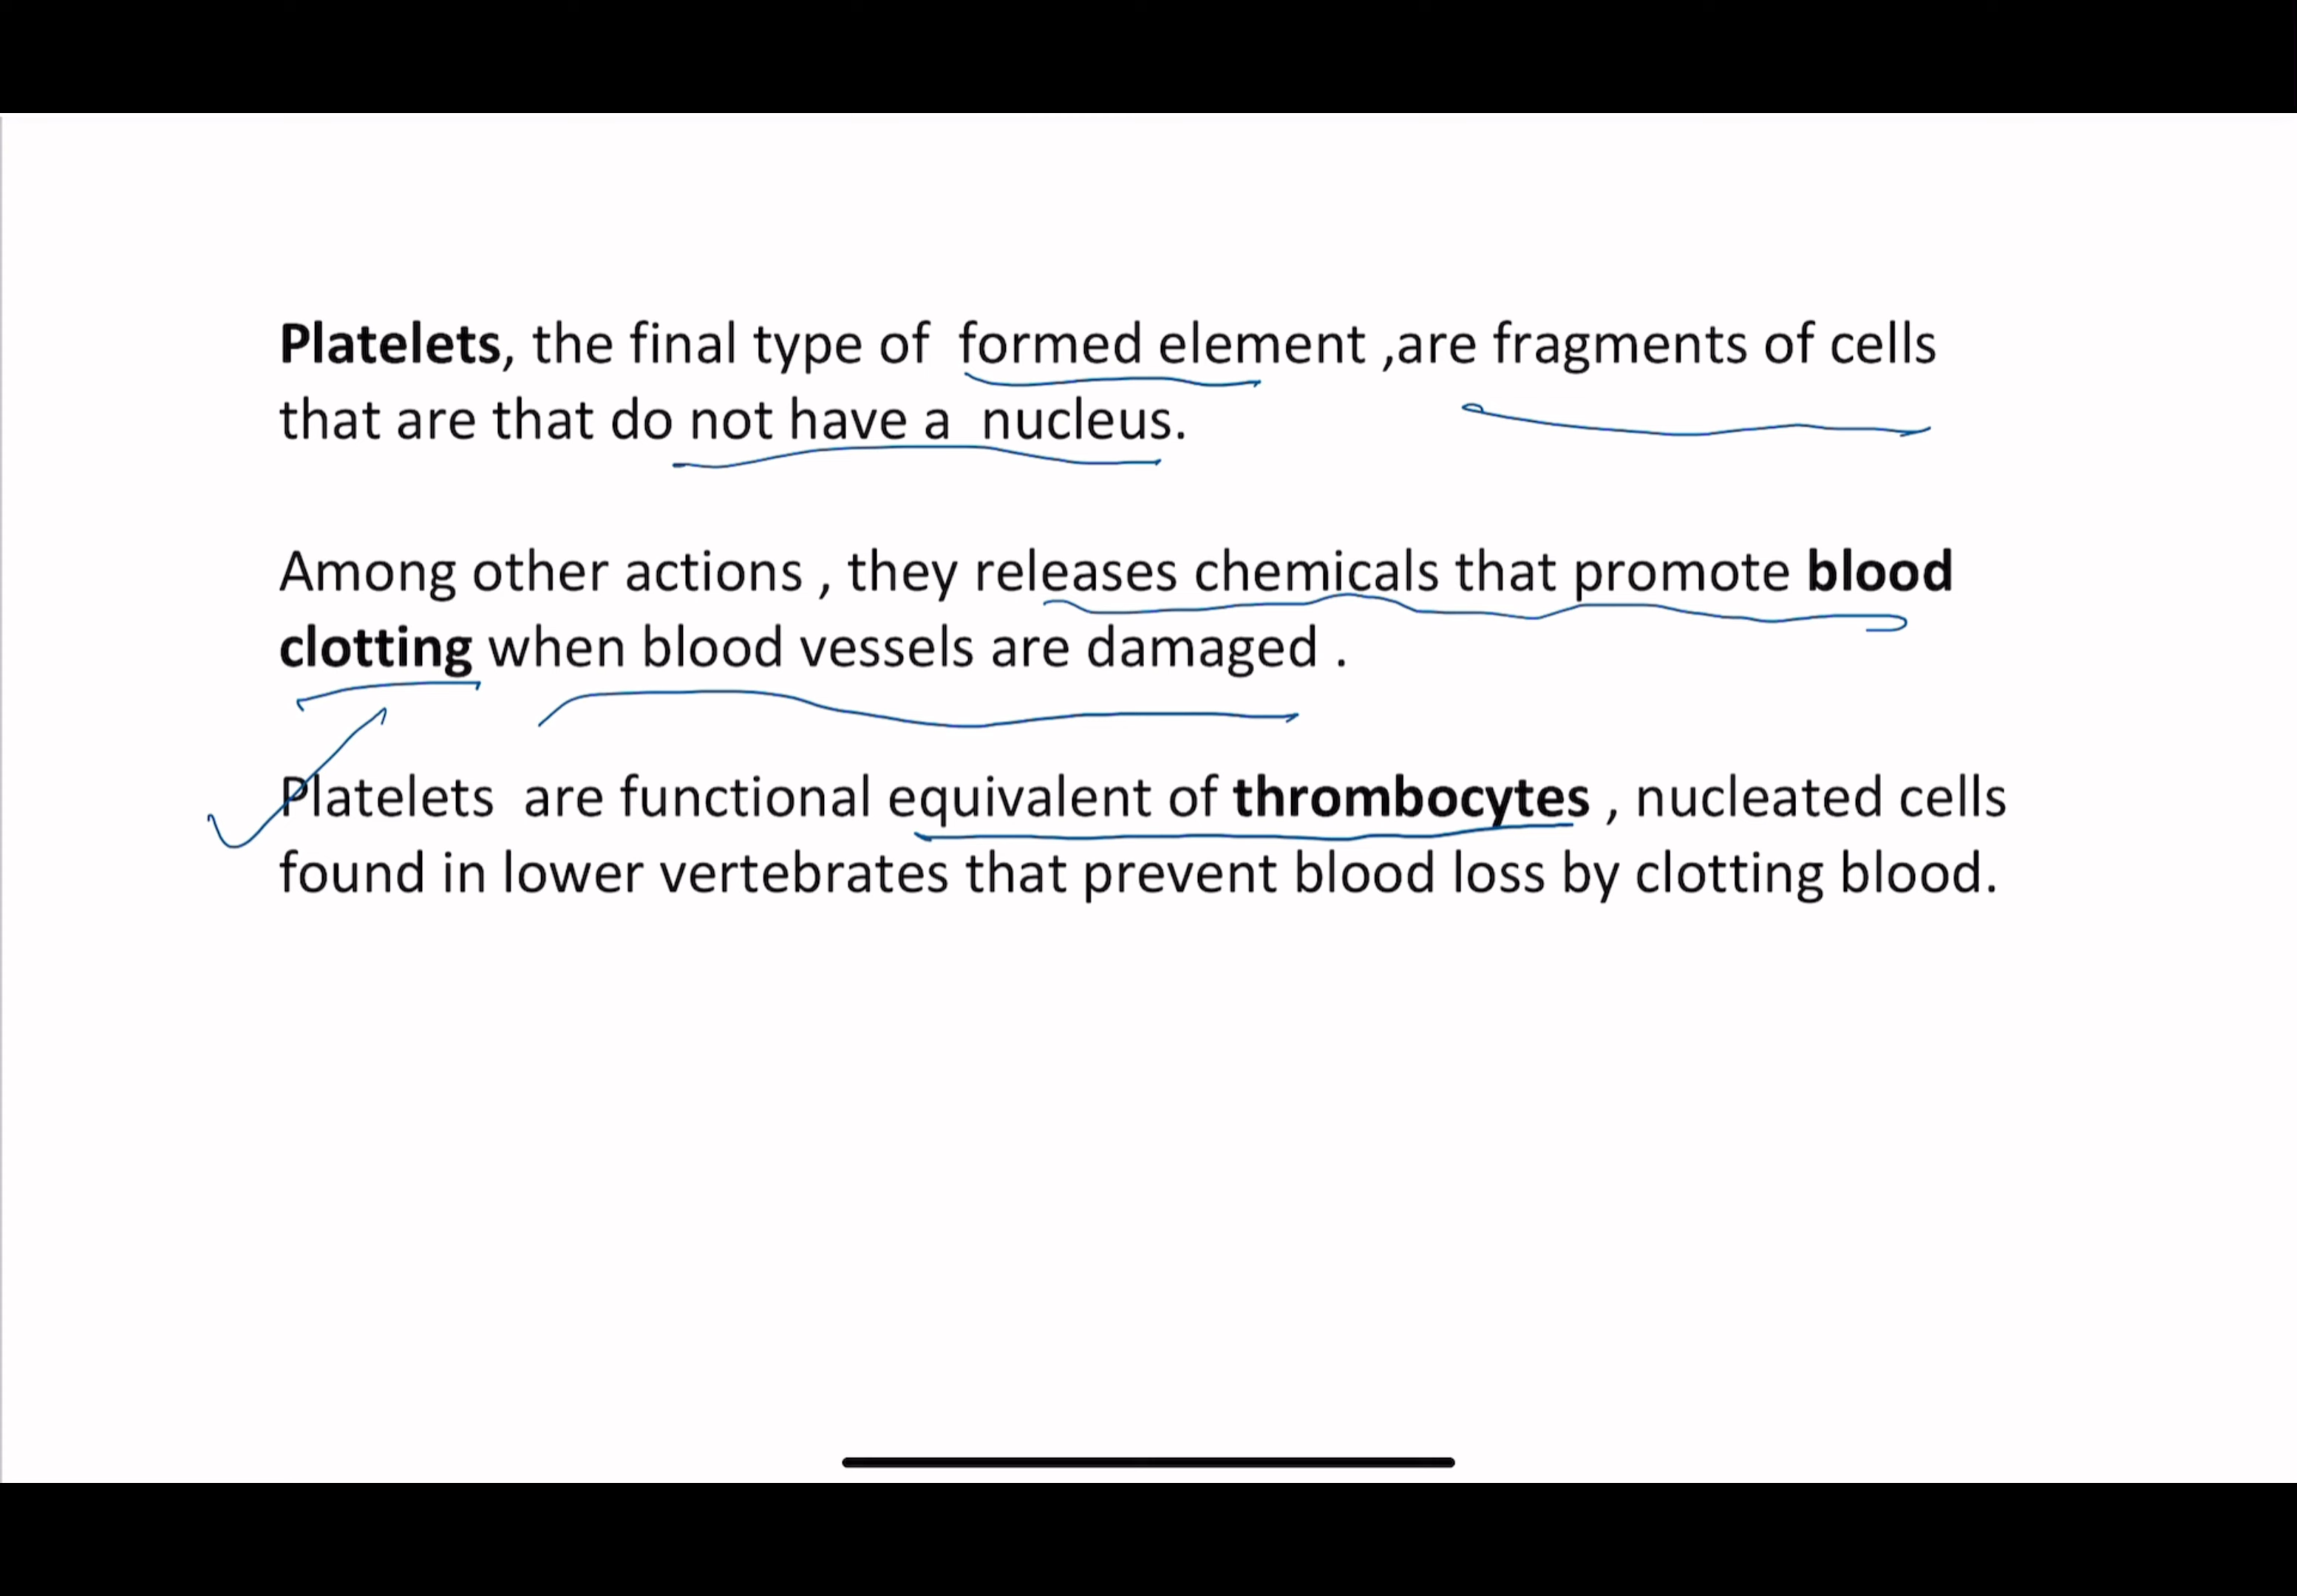 Platelets, the final type of formed element ,are fragments of cells
that are that do not have a nucleus.
Among other actions , they releases chemicals that promote blood
clotting when blood vessels are damaged .
Platelets are functional equivalent of thrombocytes , nucleated cells
found in lower vertebrates that prevent blood loss by clotting blood.